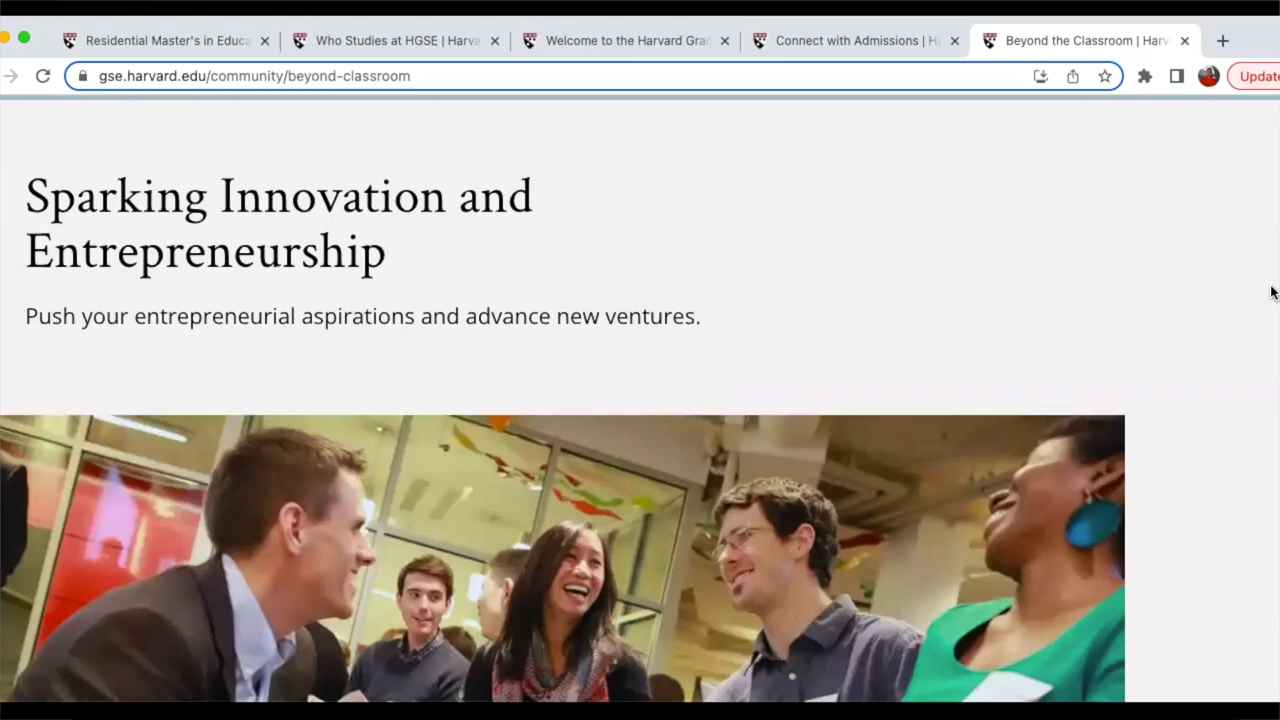 Residential Master's in Educa
Who Studies at HGSE | Harva
Welcome to the Harvard Grad
Connect with Admissions | Ha
Beyond the Classroom | Harv
gse.harvard.edu/community/beyond-classroom
Update
Sparking Innovation and
Entrepreneurship
Push your entrepreneurial aspirations and advance new ventures.